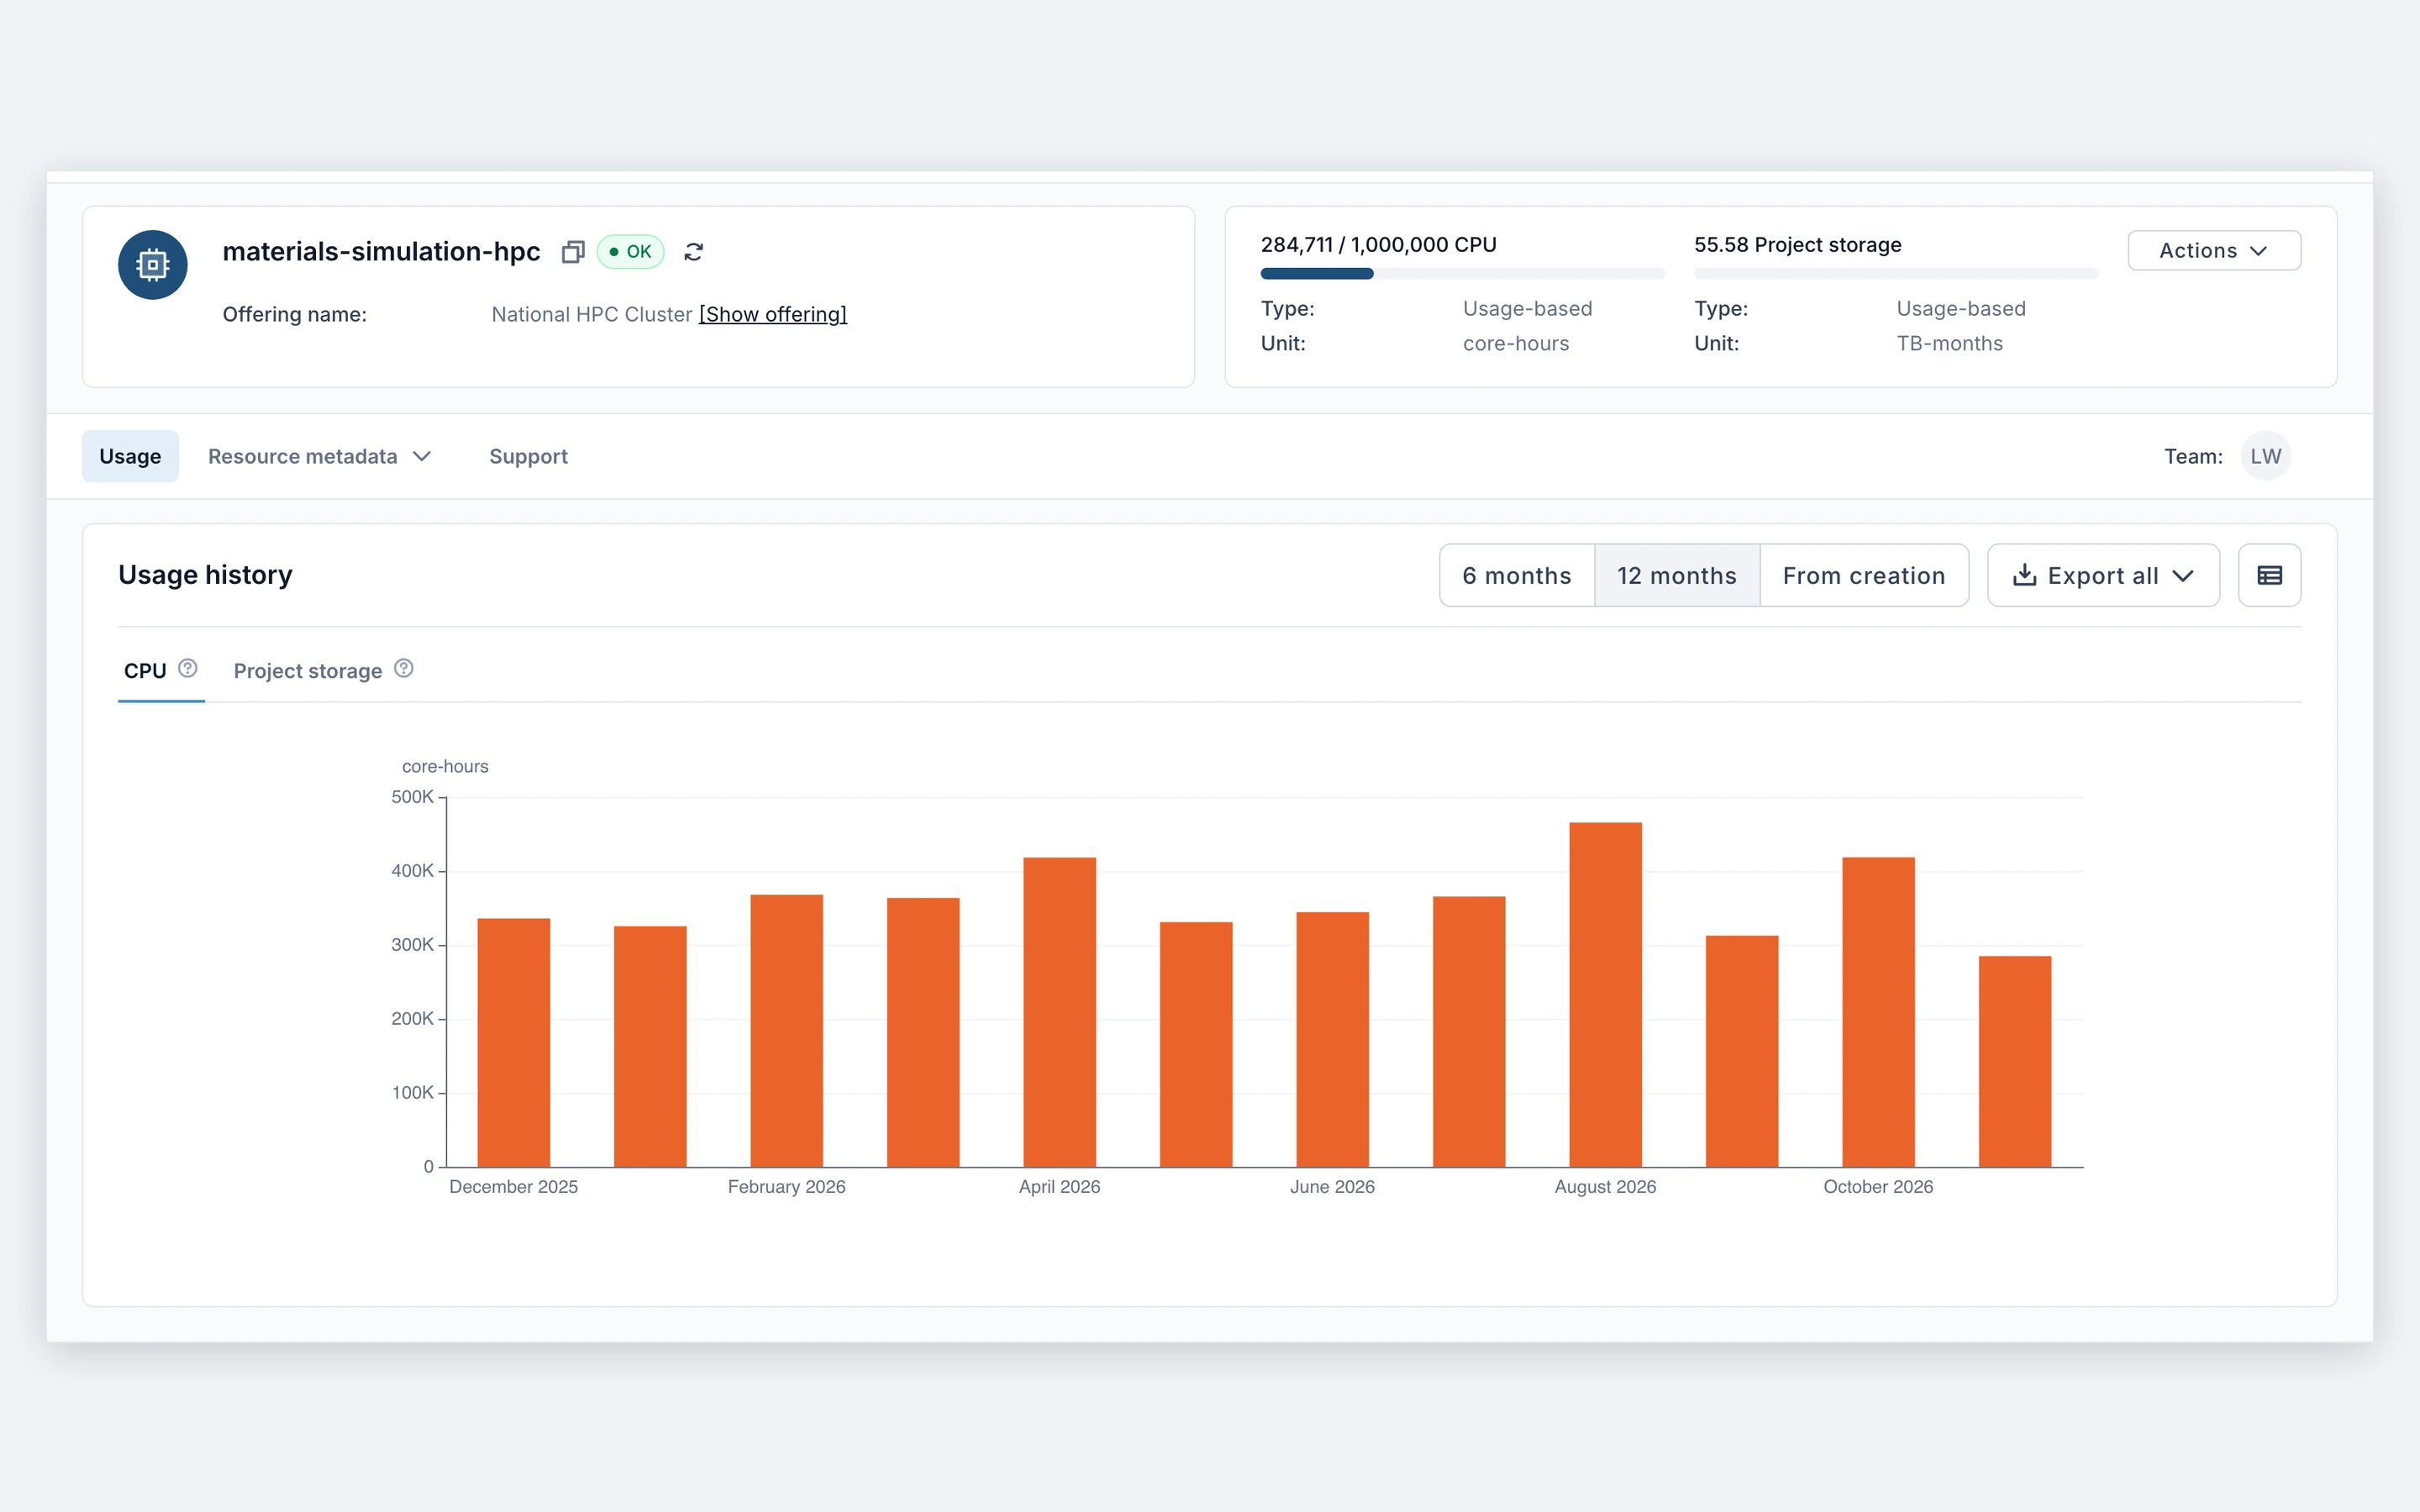 materials-simulation-hpc
OK
Offering name: National HPC Cluster [Show offering]
284,711 / 1,000,000 CPU
Type: Usage-based
Unit: core-hours
55.58 Project storage
Type: Usage-based
Unit: TB-months
Actions
Usage
Resource metadata
Support
Team: LW
Usage history
6 months
12 months
From creation
Export all
CPU
Project storage
core-hours
500K
400K
300K
200K
100K
0
December 2025
February 2026
April 2026
June 2026
August 2026
October 2026